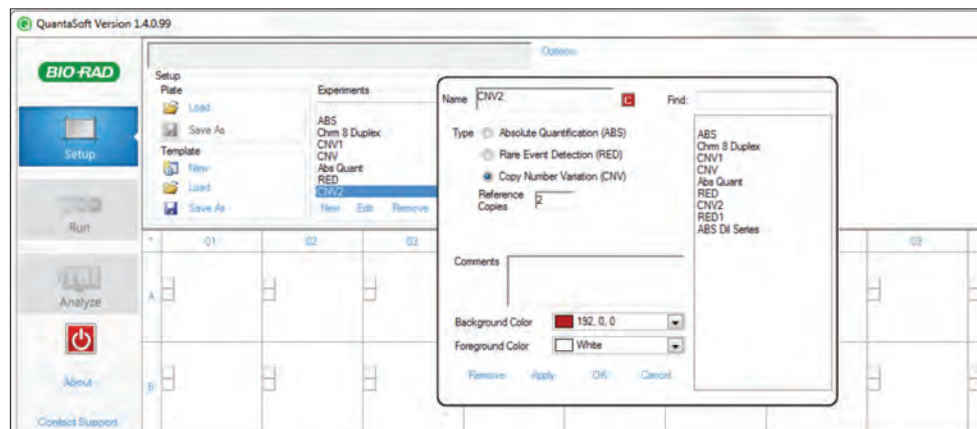 QuantaSoft Version 1.4.0.99
BIO-RAD
Setup
Run
Analyze
About
Contact Support
Options
Setup
Plate
Load
Save As
Template
New
Load
Save As
Experiments
ABS
Chrm 8 Duplex
CNV1
CNV
Abs Quant
RED
CNV2
New Edit Remove
* 01 02 03 09
A
B
Name CNV2 C Find:
Type Absolute Quantification (ABS)
Rare Event Detection (RED)
Copy Number Variation (CNV)
Reference
Copies 2
Comments
Background Color 192, 0, 0
Foreground Color White
Remove Apply OK Cancel
ABS
Chrm 8 Duplex
CNV1
CNV
Abs Quant
RED
CNV2
RED1
ABS Dil Series